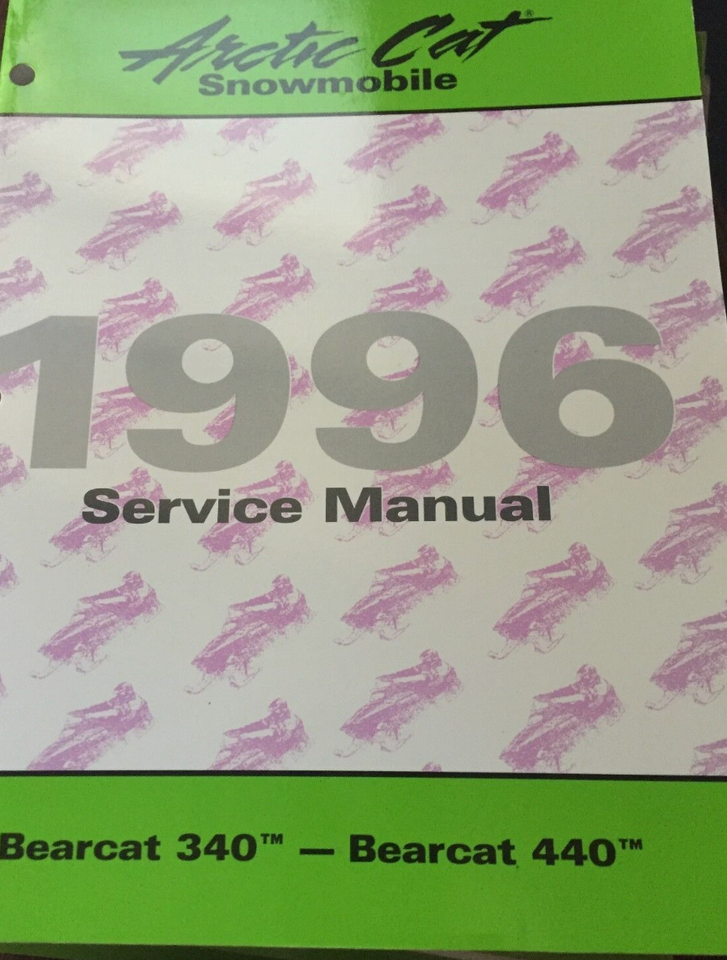 Arctic Cat®
Snowmobile
1996
Service Manual
Bearcat 340™ — Bearcat 440™